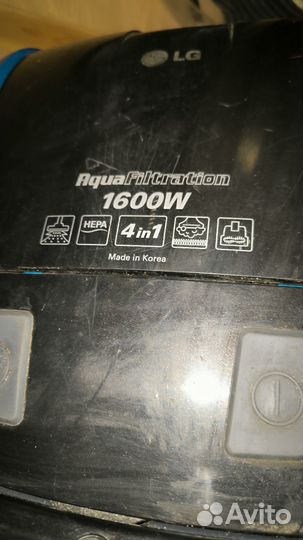 LG
AquaFiltration
1600W
HEPA
4in1
Made in Korea
Avito